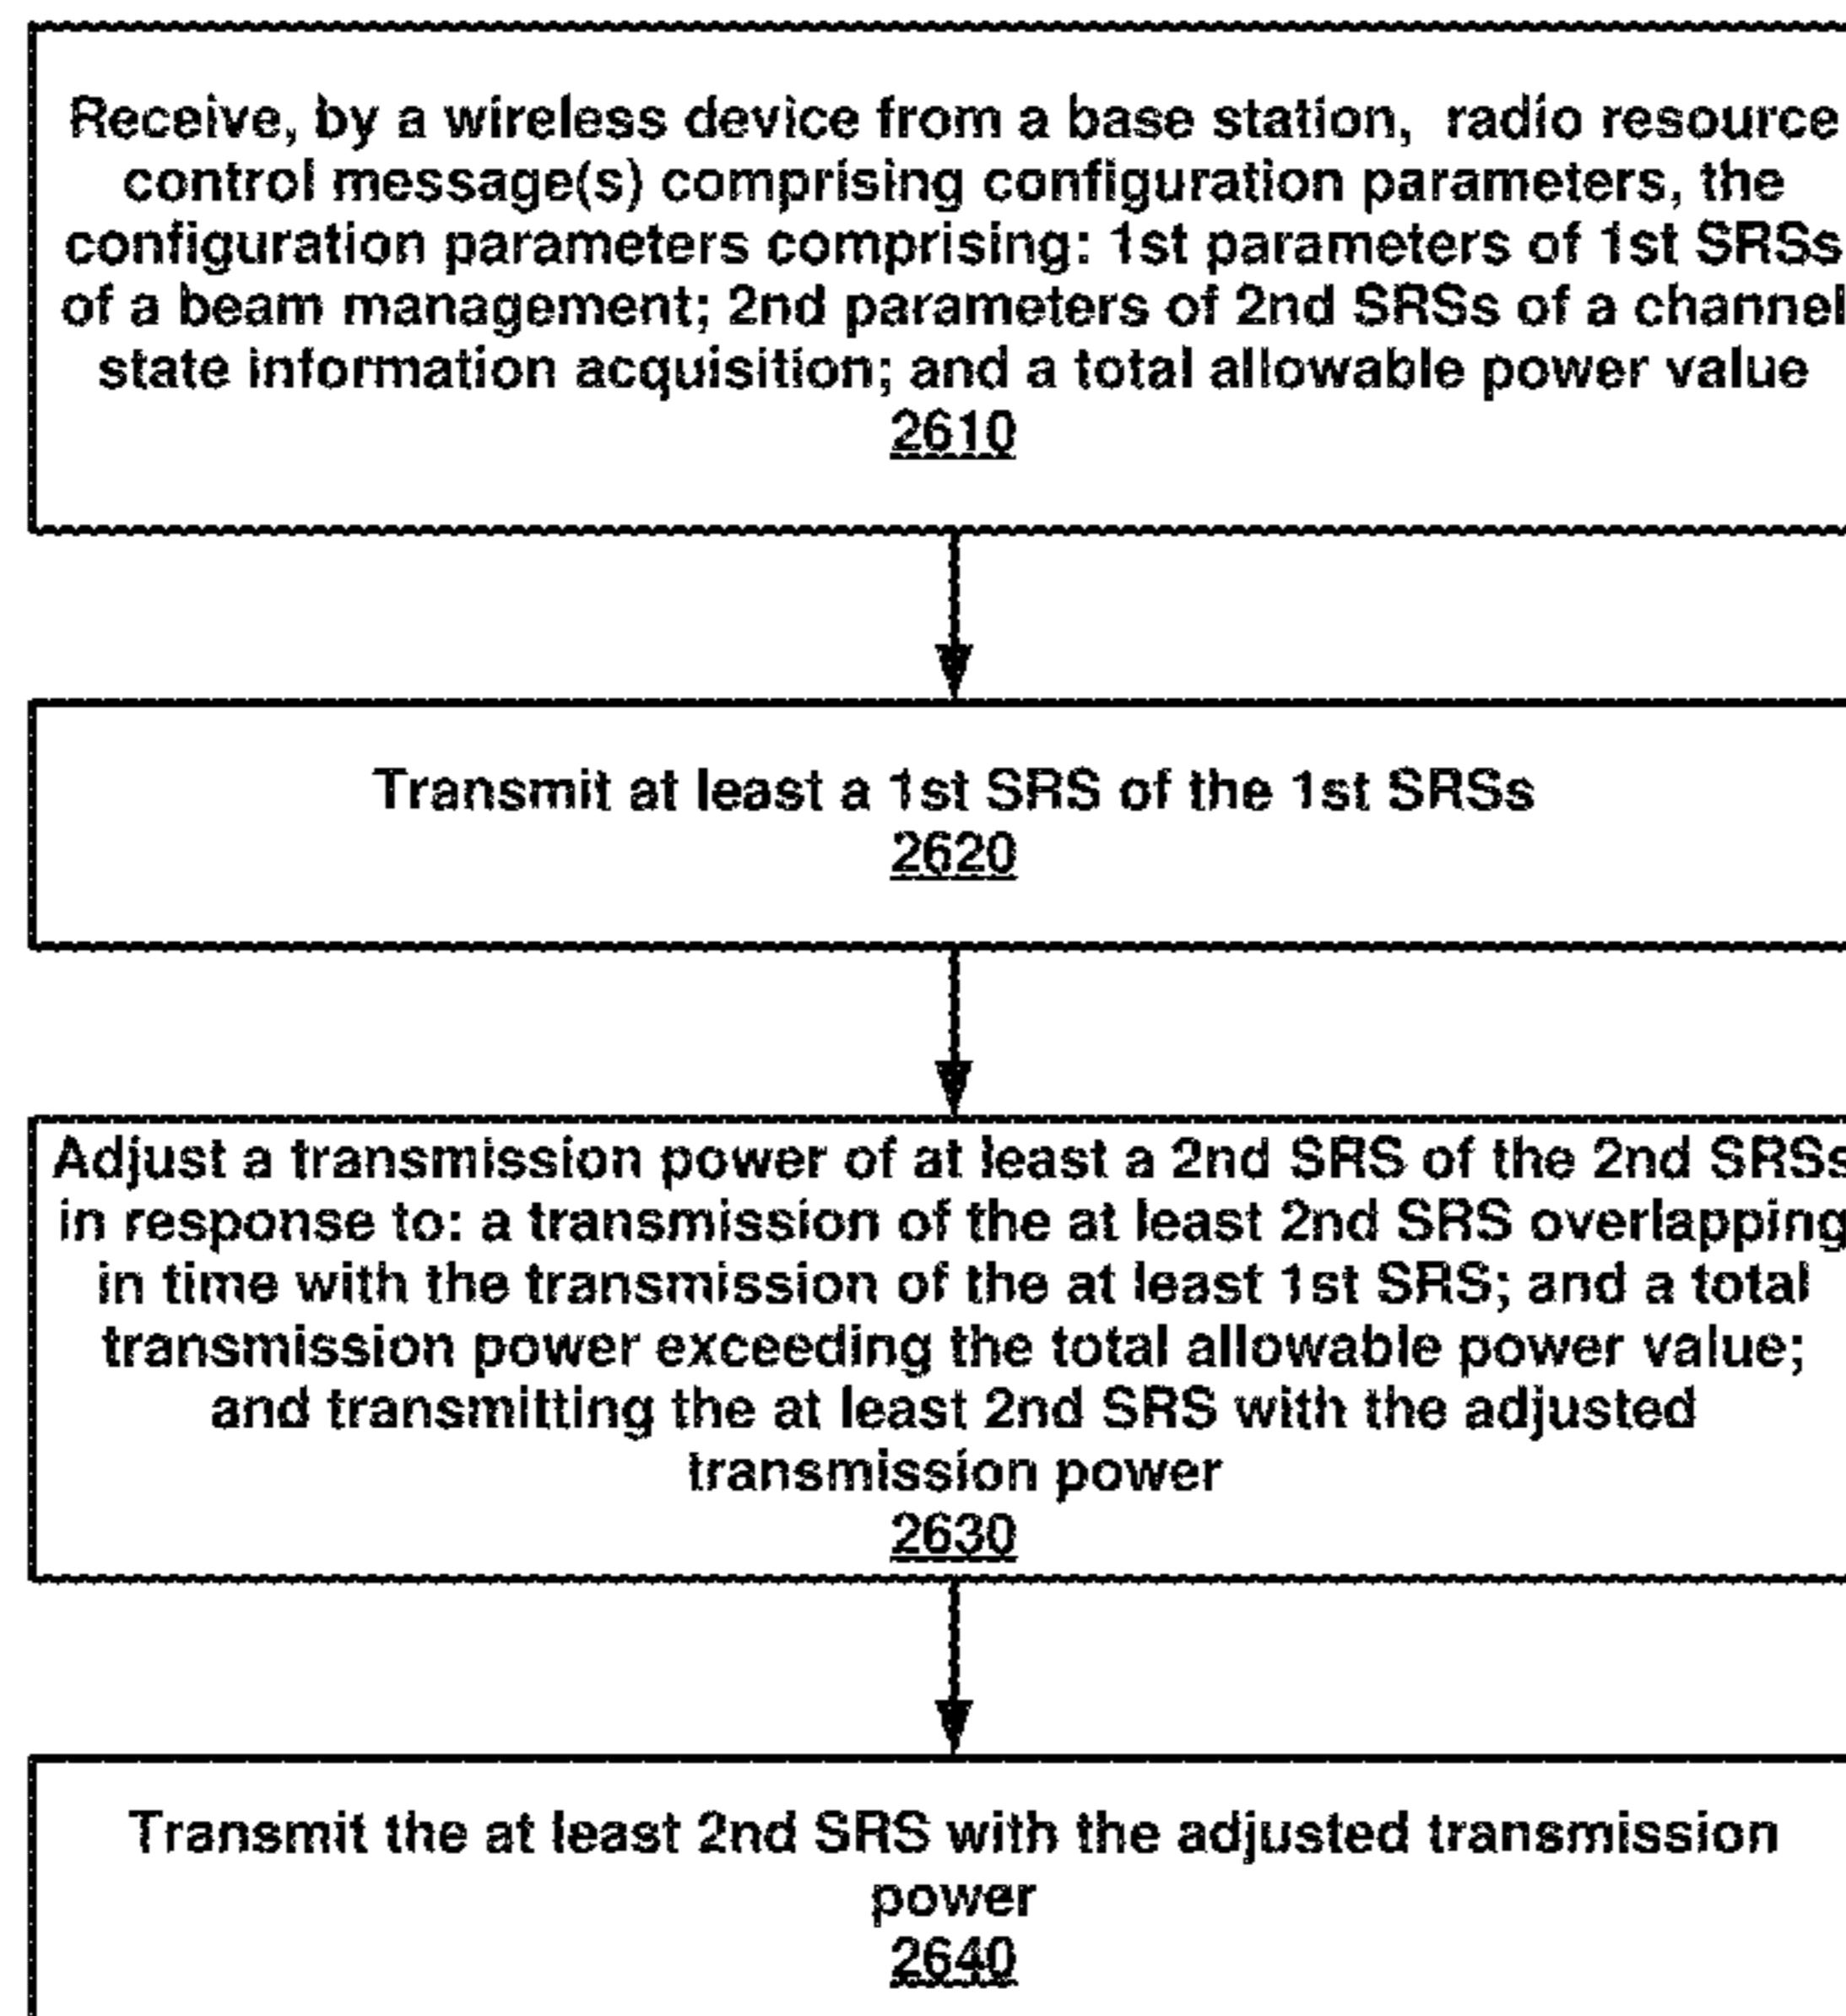 Receive, by a wireless device from a base station, radio resource
control message(s) comprising configuration parameters, the
configuration parameters comprising: 1st parameters of 1st SRSs
of a beam management; 2nd parameters of 2nd SRSs of a channel
state information acquisition; and a total allowable power value
2610
Transmit at least a 1st SRS of the 1st SRSs
2620
Adjust a transmission power of at least a 2nd SRS of the 2nd SRSs
in response to: a transmission of the at least 2nd SRS overlapping
in time with the transmission of the at least 1st SRS; and a total
transmission power exceeding the total allowable power value;
and transmitting the at least 2nd SRS with the adjusted
transmission power
2630
Transmit the at least 2nd SRS with the adjusted transmission
power
2640